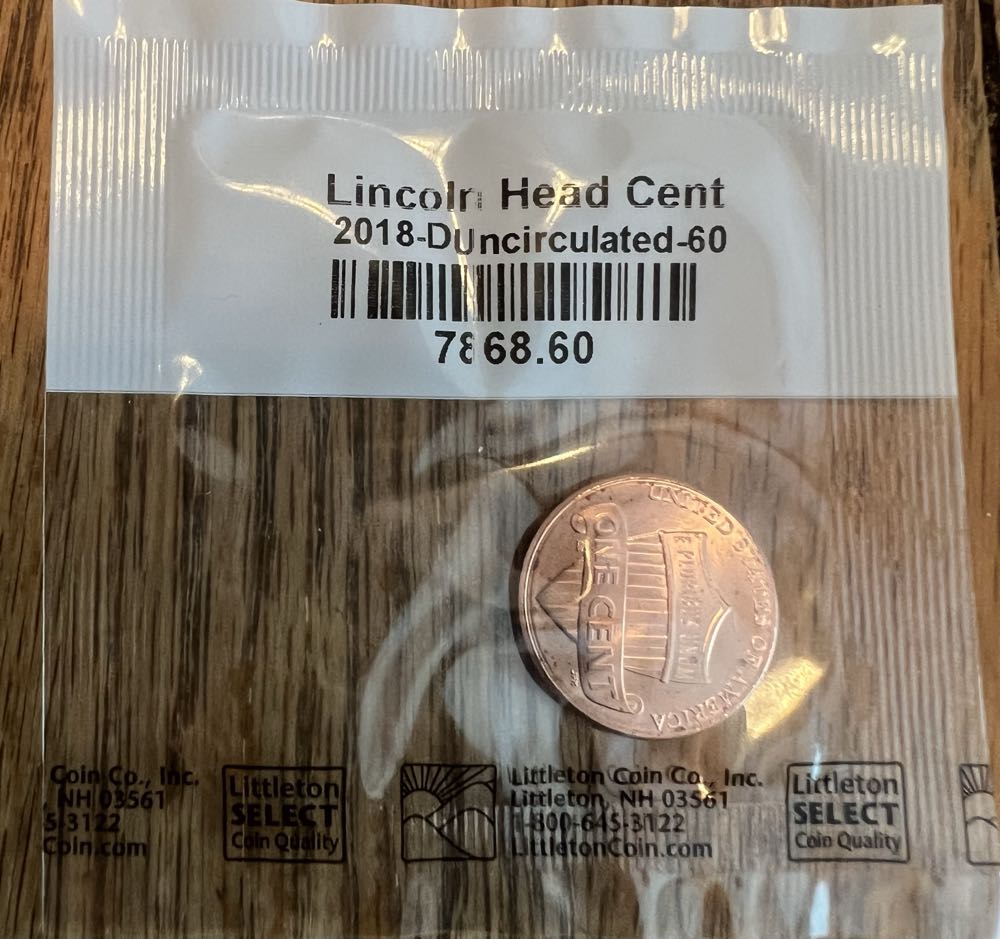 Lincoln Head Cent
2018-DUncirculated-60
7868.60
UNITED STATES OF AMERICA
E PLURIBUS UNUM
ONE CENT
Coin Co., Inc.
, NH 03561
5-3122
Coin.com
Littleton
SELECT
Coin Quality
Littleton Coin Co., Inc.
Littleton, NH 03561
1-800-645-3122
LittletonCoin.com
Littleton
SELECT
Coin Quality